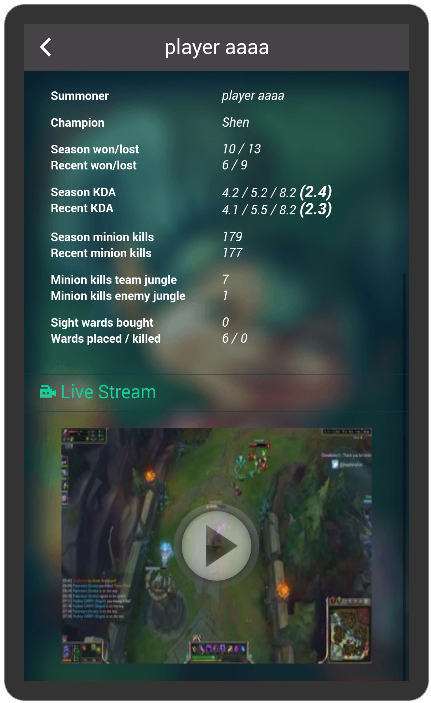 player aaaa
Summoner player aaaa
Champion Shen
Season won/lost 10 / 13
Recent won/lost 6 / 9
Season KDA 4.2 / 5.2 / 8.2 (2.4)
Recent KDA 4.1 / 5.5 / 8.2 (2.3)
Season minion kills 179
Recent minion kills 177
Minion kills team jungle 7
Minion kills enemy jungle 1
Sight wards bought 0
Wards placed / killed 6 / 0
Live Stream